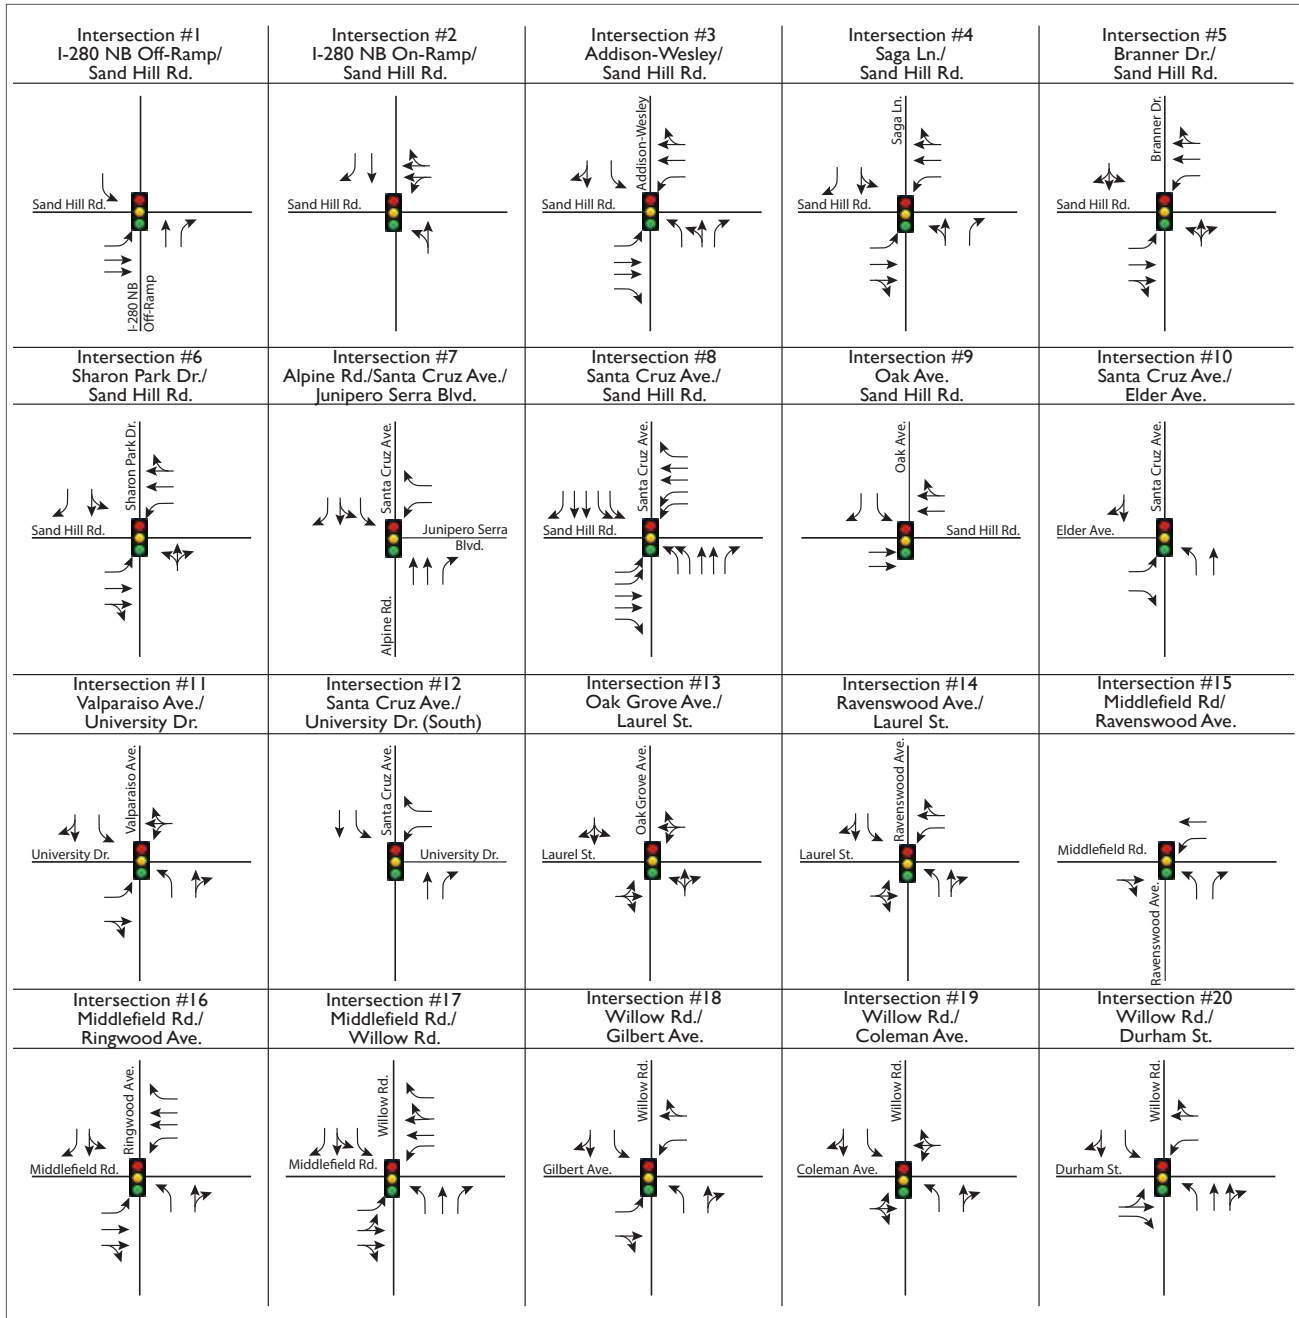 Intersection #1
I-280 NB Off-Ramp/
Sand Hill Rd.
Sand Hill Rd.
I-280 NB
Off-Ramp
Intersection #2
I-280 NB On-Ramp/
Sand Hill Rd.
Sand Hill Rd.
Intersection #3
Addison-Wesley/
Sand Hill Rd.
Addison-Wesley
Sand Hill Rd.
Intersection #4
Saga Ln./
Sand Hill Rd.
Saga Ln.
Sand Hill Rd.
Intersection #5
Branner Dr./
Sand Hill Rd.
Branner Dr.
Sand Hill Rd.
Intersection #6
Sharon Park Dr./
Sand Hill Rd.
Sharon Park Dr.
Sand Hill Rd.
Intersection #7
Alpine Rd./Santa Cruz Ave./
Junipero Serra Blvd.
Santa Cruz Ave.
Junipero Serra
Blvd.
Alpine Rd.
Intersection #8
Santa Cruz Ave./
Sand Hill Rd.
Santa Cruz Ave.
Sand Hill Rd.
Intersection #9
Oak Ave.
Sand Hill Rd.
Oak Ave.
Sand Hill Rd.
Intersection #10
Santa Cruz Ave./
Elder Ave.
Santa Cruz Ave.
Elder Ave.
Intersection #11
Valparaiso Ave./
University Dr.
Valparaiso Ave.
University Dr.
Intersection #12
Santa Cruz Ave./
University Dr. (South)
Santa Cruz Ave.
University Dr.
Intersection #13
Oak Grove Ave./
Laurel St.
Oak Grove Ave.
Laurel St.
Intersection #14
Ravenswood Ave./
Laurel St.
Ravenswood Ave.
Laurel St.
Intersection #15
Middlefield Rd/
Ravenswood Ave.
Middlefield Rd.
Ravenswood Ave.
Intersection #16
Middlefield Rd./
Ringwood Ave.
Ringwood Ave.
Middlefield Rd.
Intersection #17
Middlefield Rd./
Willow Rd.
Willow Rd.
Middlefield Rd.
Intersection #18
Willow Rd./
Gilbert Ave.
Willow Rd.
Gilbert Ave.
Intersection #19
Willow Rd./
Coleman Ave.
Willow Rd.
Coleman Ave.
Intersection #20
Willow Rd./
Durham St.
Willow Rd.
Durham St.